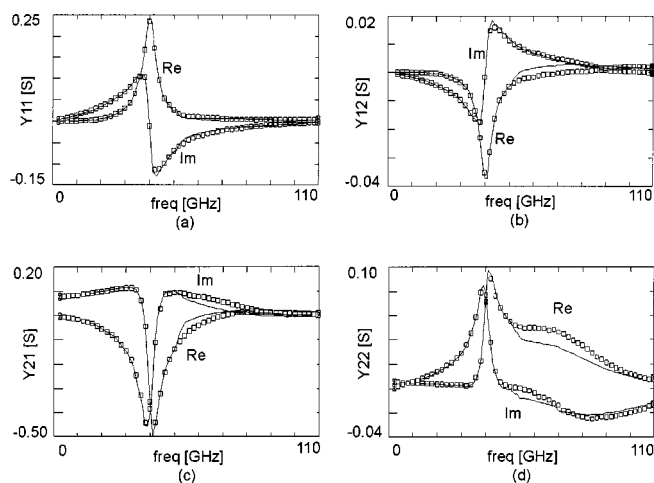 0.25
Re
Y11 [S]
Im
-0.15
0
110
freq [GHz]
(a)
0.02
Im
Y12 [S]
Re
-0.04
0
110
freq [GHz]
(b)
0.20
Im
Y21 [S]
Re
-0.50
0
110
freq [GHz]
(c)
0.10
Re
Y22 [S]
Im
-0.04
0
110
freq [GHz]
(d)